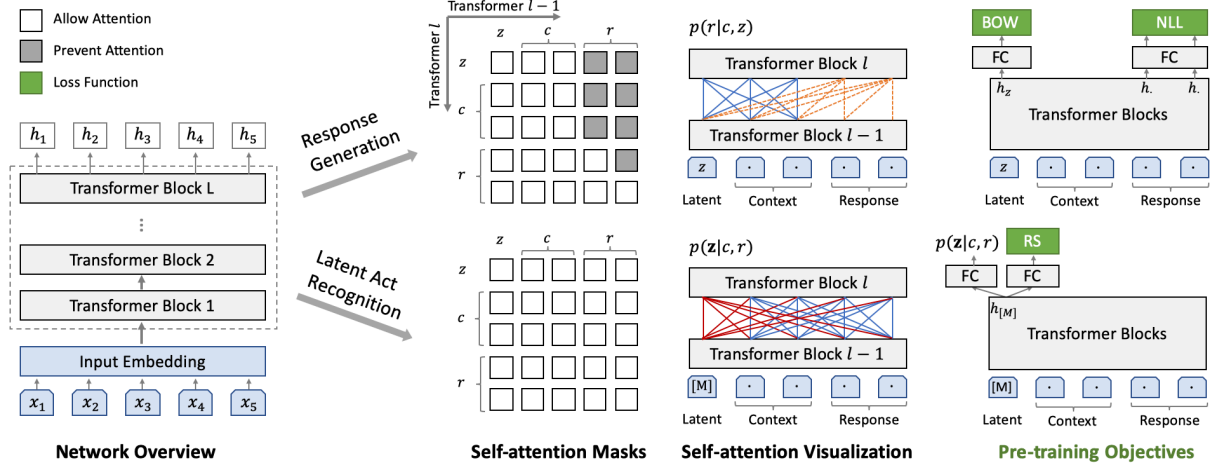 Allow Attention
Prevent Attention
Loss Function
h1 h2 h3 h4 h5
Transformer Block L
⋮
Transformer Block 2
Transformer Block 1
Input Embedding
x1 x2 x3 x4 x5
Network Overview
Response
Generation
Latent Act
Recognition
Transformer l − 1
Transformer l
z c r
z
c
r
z c r
z
c
r
Self-attention Masks
p(r|c, z)
Transformer Block l
Transformer Block l − 1
z · · · ·
Latent Context Response
p(𝐳|c, r)
Transformer Block l
Transformer Block l − 1
[M] · · · ·
Latent Context Response
Self-attention Visualization
BOW NLL
FC FC
hz h. h.
Transformer Blocks
z · · · ·
Latent Context Response
p(𝐳|c, r) RS
FC FC
h[M]
Transformer Blocks
[M] · · · ·
Latent Context Response
Pre-training Objectives